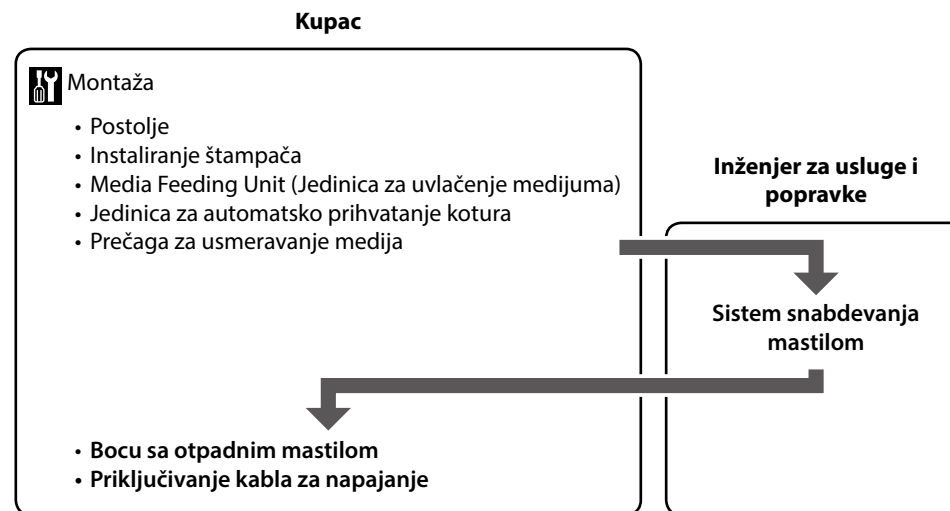 Kupac
Montaža
• Postolje
• Instaliranje štampača
• Media Feeding Unit (Jedinica za uvlačenje medijuma)
• Jedinica za automatsko prihvatanje kotura
• Prečaga za usmeravanje medija
Inženjer za usluge i
popravke
Sistem snabdevanja
mastilom
• Bocu sa otpadnim mastilom
• Priključivanje kabla za napajanje